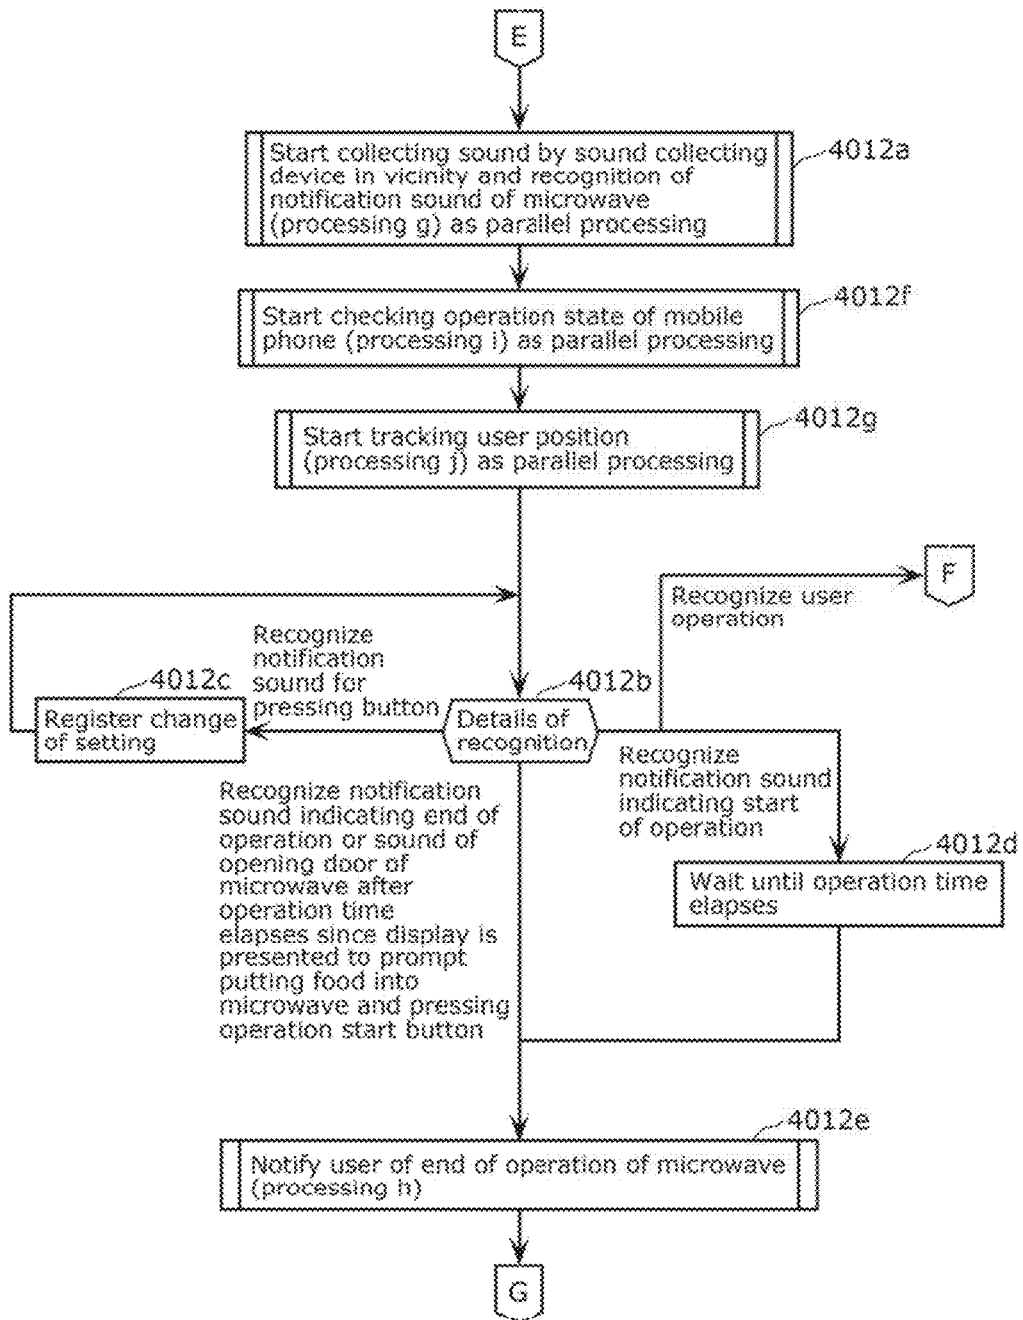 E
Start collecting sound by sound collecting
device in vicinity and recognition of
notification sound of microwave
(processing g) as parallel processing
4012a
Start checking operation state of mobile
phone (processing i) as parallel processing
4012f
Start tracking user position
(processing j) as parallel processing
4012g
F
Recognize user
operation
Recognize
notification
sound for
pressing button
4012c
Register change
of setting
4012b
Details of
recognition
Recognize
notification sound
indicating start
of operation
4012d
Wait until operation time
elapses
Recognize notification
sound indicating end of
operation or sound of
opening door of
microwave after
operation time
elapses since display is
presented to prompt
putting food into
microwave and pressing
operation start button
4012e
Notify user of end of operation of microwave
(processing h)
G